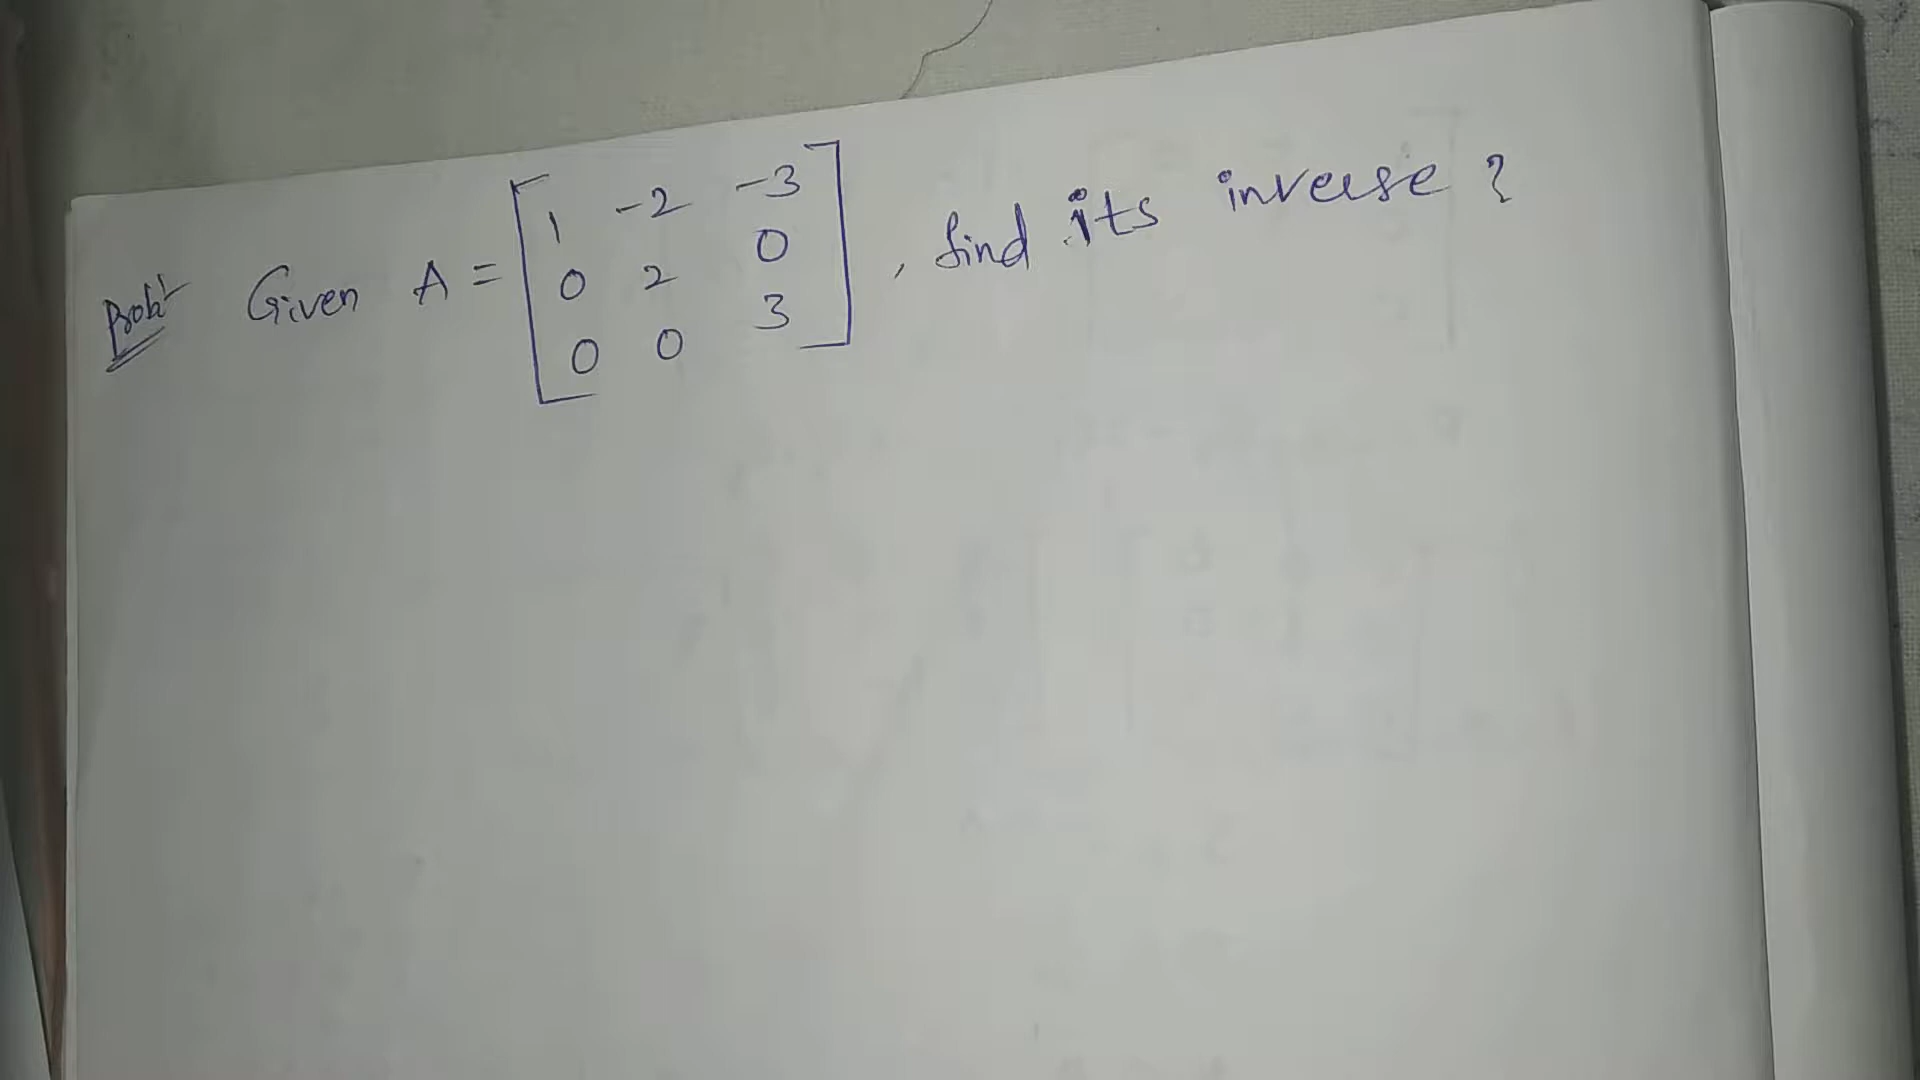 Prob:- Given A = [1 -2 -3
0 2 0
0 0 3], find its inverse?